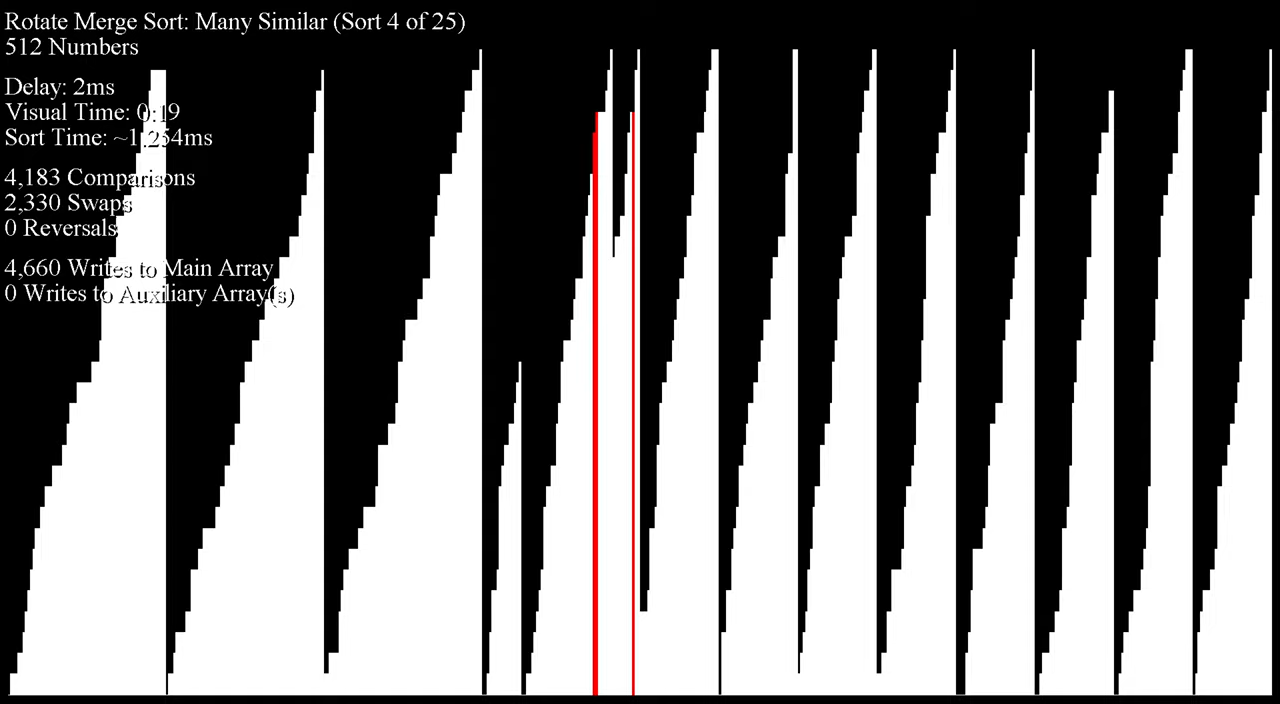 Rotate Merge Sort: Many Similar (Sort 4 of 25)
512 Numbers
Delay: 2ms
Visual Time: 0:19
Sort Time: ~1,254ms
4,183 Comparisons
2,330 Swaps
0 Reversals
4,660 Writes to Main Array
0 Writes to Auxiliary Array(s)